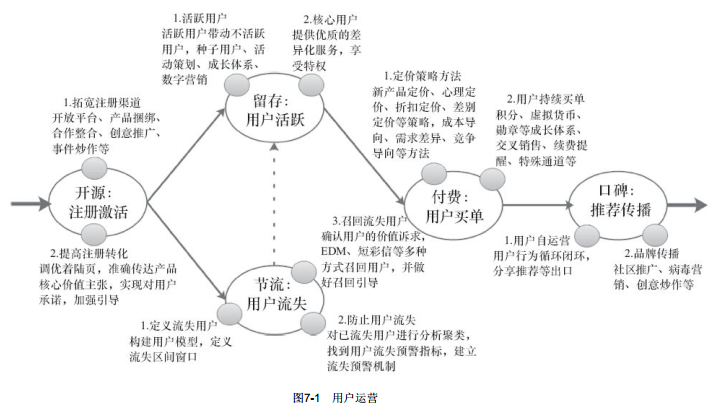 1.活跃用户
活跃用户带动不活跃
用户，种子用户、活
动策划、成长体系、
数字营销
2.核心用户
提供优质的差
异化服务，享
受特权
留存：
用户活跃
1.拓宽注册渠道
开放平台、产品捆绑、
合作整合、创意推广、
事件炒作等
开源：
注册激活
2.提高注册转化
调优着陆页，准确传达产品
核心价值主张，实现对用户
承诺，加强引导
1.定价策略方法
新产品定价、心理定
价、折扣定价、差别
定价等策略，成本导
向、需求差异、竞争
导向等方法
2.用户持续买单
积分、虚拟货币、
勋章等成长体系、
交叉销售、续费提
醒、特殊通道等
付费：
用户买单
口碑：
推荐传播
1.用户自运营
用户行为循环闭环，
分享推荐等出口
2.品牌传播
社区推广、病毒营
销、创意炒作等
3.召回流失用户
确认用户的价值诉求，
EDM、短彩信等多种
方式召回用户，并做
好召回引导
节流：
用户流失
1.定义流失用户
构建用户模型，定义
流失区间窗口
2.防止用户流失
对已流失用户进行分析聚类，
找到用户流失预警指标，建立
流失预警机制
图7-1 用户运营